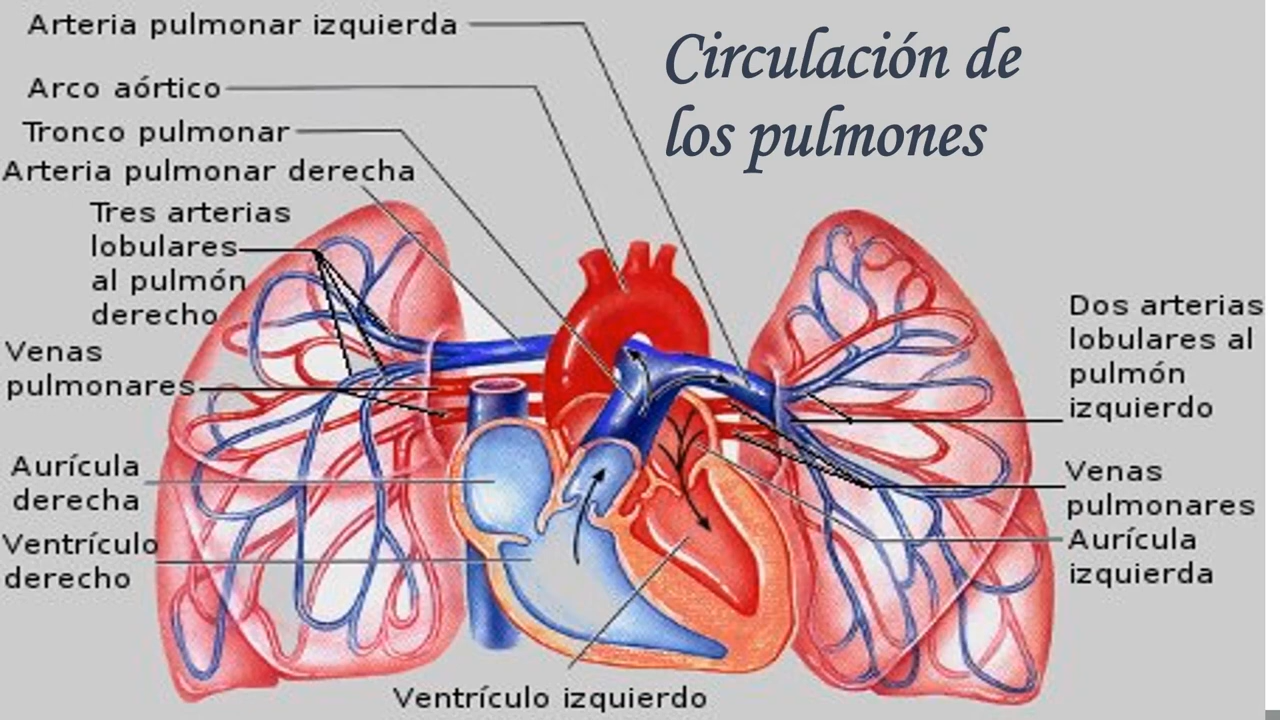 Arteria pulmonar izquierda
Circulación de
los pulmones
Arco aórtico
Tronco pulmonar
Arteria pulmonar derecha
Tres arterias
lobulares
al pulmón
derecho
Venas
pulmonares
Aurícula
derecha
Ventrículo
derecho
Dos arterias
lobulares al
pulmón
izquierdo
Venas
pulmonares
Aurícula
izquierda
Ventrículo izquierdo